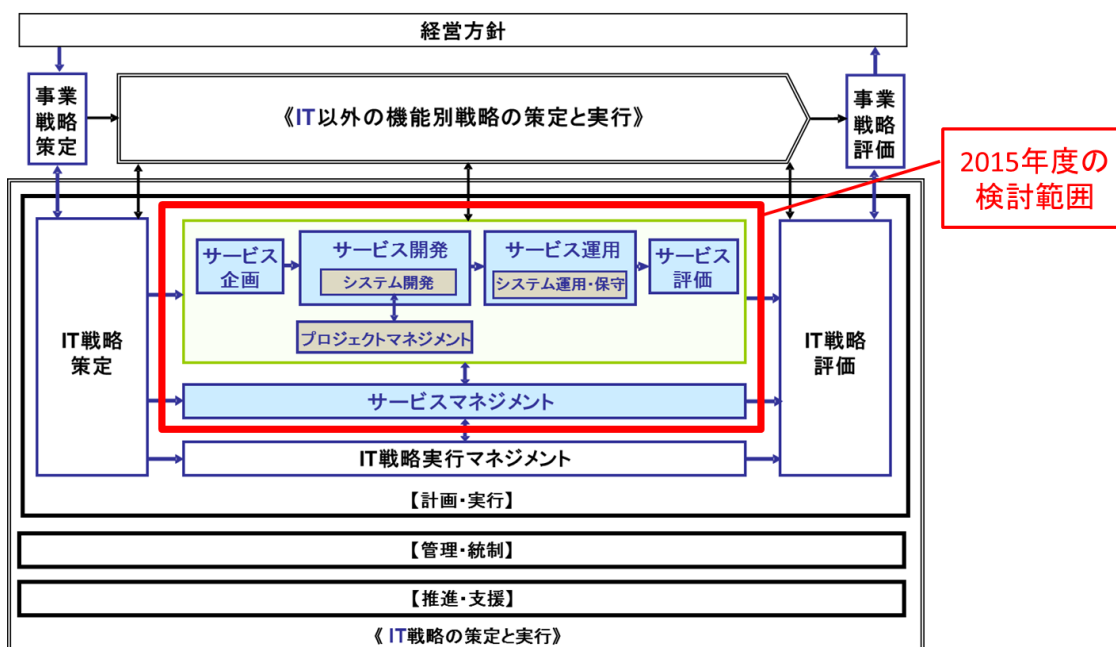 経営方針
事業
戦略
策定
《IT以外の機能別戦略の策定と実行》
事業
戦略
評価
2015年度の
検討範囲
サービス
企画
サービス開発
システム開発
サービス運用
システム運用・保守
サービス
評価
プロジェクトマネジメント
IT戦略
策定
IT戦略
評価
サービスマネジメント
IT戦略実行マネジメント
【計画・実行】
【管理・統制】
【推進・支援】
《 IT戦略の策定と実行》